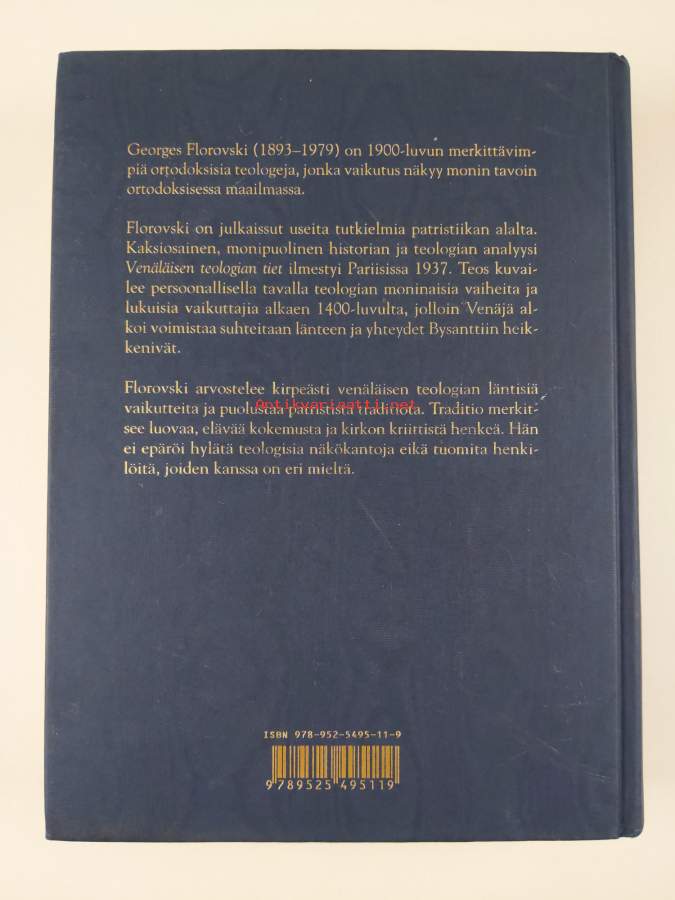 Georges Florovski (1893–1979) on 1900-luvun merkittävim-
piä ortodoksisia teologeja, jonka vaikutus näkyy monin tavoin
ortodoksisessa maailmassa.
Florovski on julkaissut useita tutkielmia patristiikan alalta.
Kaksiosainen, monipuolinen historian ja teologian analyysi
Venäläisen teologian tiet ilmestyi Pariisissa 1937. Teos kuvai-
lee persoonallisella tavalla teologian moninaisia vaiheita ja
lukuisia vaikuttajia alkaen 1400-luvulta, jolloin Venäjä al-
koi voimistaa suhteitaan länteen ja yhteydet Bysanttiin heik-
kenivät.
Florovski arvostelee kirpeästi venäläisen teologian läntisiä
vaikutteita ja puolustaa patristista traditiota. Traditio merkit-
Antikvariaatti.net
see luovaa, elävää kokemusta ja kirkon kriittistä henkeä. Hän
ei epäröi hylätä teologisia näkökantoja eikä tuomita henki-
löitä, joiden kanssa on eri mieltä.
ISBN 978-952-5495-11-9
9 789525 495119